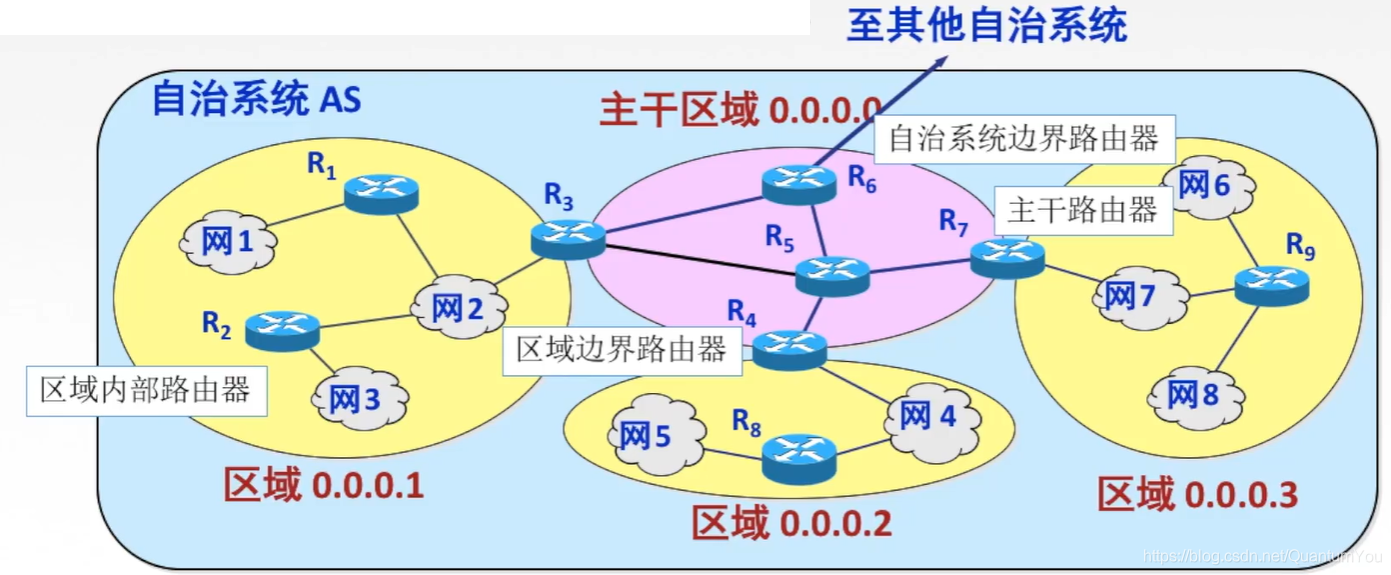 至其他自治系统
自治系统 AS
主干区域 0.0.0.0
自治系统边界路由器
R1
R3
R6
网6
主干路由器
网1
R5
R7
R9
网2
网7
R2
R4
区域边界路由器
区域内部路由器
网3
网8
网5
R8
网4
区域 0.0.0.1
区域 0.0.0.2
区域 0.0.0.3
https://blog.csdn.net/QuantumYou